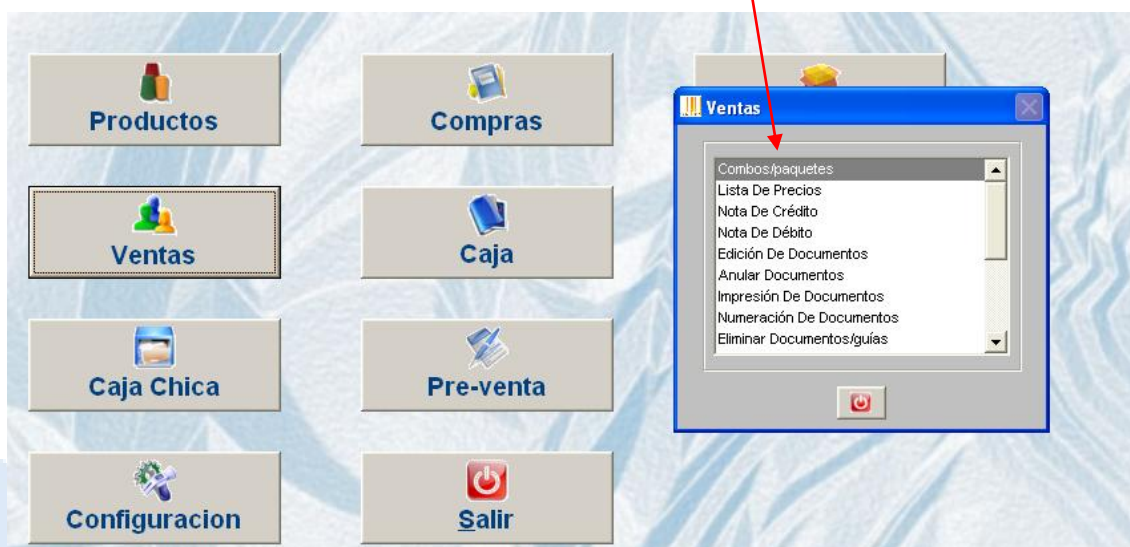 Productos
Compras
Ventas
Caja
Caja Chica
Pre-venta
Configuracion
Salir
Ventas
Combos/paquetes
Lista De Precios
Nota De Crédito
Nota De Débito
Edición De Documentos
Anular Documentos
Impresión De Documentos
Numeración De Documentos
Eliminar Documentos/guías